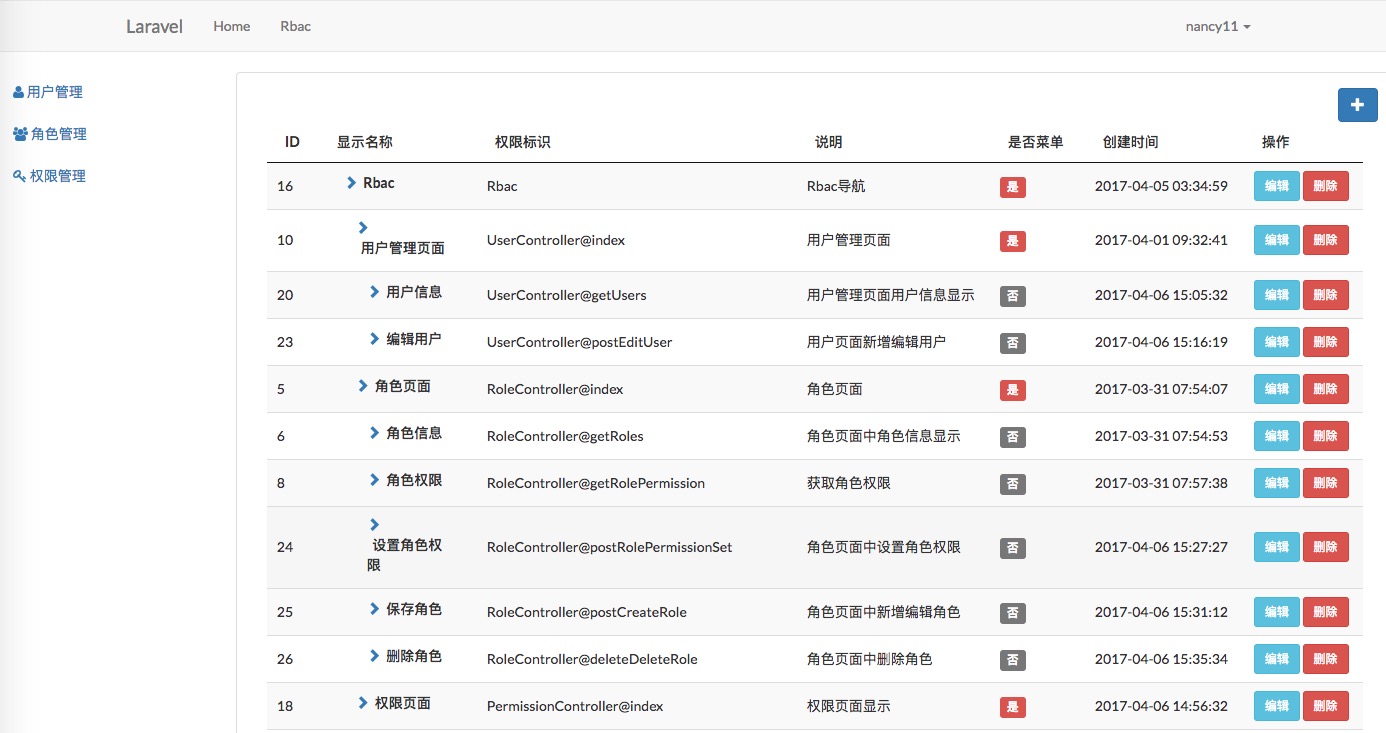 Laravel Home Rbac nancy11
用户管理
角色管理
权限管理
ID 显示名称 权限标识 说明 是否菜单 创建时间 操作
16 Rbac Rbac Rbac导航 是 2017-04-05 03:34:59 编辑 删除
10 用户管理页面 UserController@index 用户管理页面 是 2017-04-01 09:32:41 编辑 删除
20 用户信息 UserController@getUsers 用户管理页面用户信息显示 否 2017-04-06 15:05:32 编辑 删除
23 编辑用户 UserController@postEditUser 用户页面新增编辑用户 否 2017-04-06 15:16:19 编辑 删除
5 角色页面 RoleController@index 角色页面 是 2017-03-31 07:54:07 编辑 删除
6 角色信息 RoleController@getRoles 角色页面中角色信息显示 否 2017-03-31 07:54:53 编辑 删除
8 角色权限 RoleController@getRolePermission 获取角色权限 否 2017-03-31 07:57:38 编辑 删除
24 设置角色权 RoleController@postRolePermissionSet 角色页面中设置角色权限 否 2017-04-06 15:27:27 编辑 删除
限
25 保存角色 RoleController@postCreateRole 角色页面中新增编辑角色 否 2017-04-06 15:31:12 编辑 删除
26 删除角色 RoleController@deleteDeleteRole 角色页面中删除角色 否 2017-04-06 15:35:34 编辑 删除
18 权限页面 PermissionController@index 权限页面显示 是 2017-04-06 14:56:32 编辑 删除